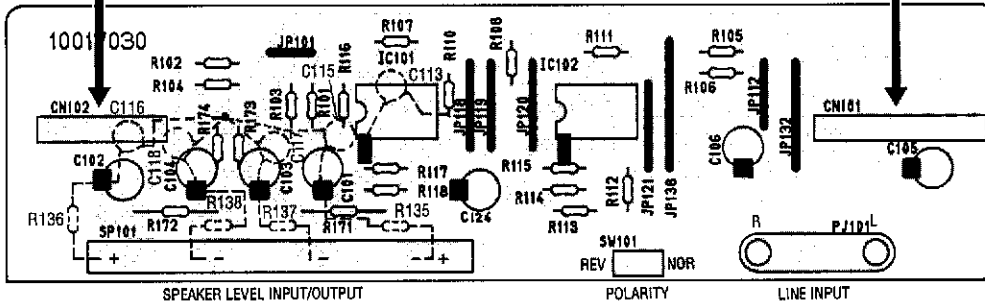 10017030
R102
R104
JP101
R107
R116
C115
IC101
R110
C113
R108
IC102
R111
R105
R106
CN102
C116
R174
R173
R103
R101
JP118
JP119
JP120
JP112
CN101
C118
C102
C104
C103
C117
C101
R117
R118
R115
R114
R112
JP121
JP138
C106
JP132
C105
R136
R172
R138
R137
R171
R135
C124
R113
SP101
+ - - +
SW101
REV NOR
R PJ101 L
SPEAKER LEVEL INPUT/OUTPUT POLARITY LINE INPUT